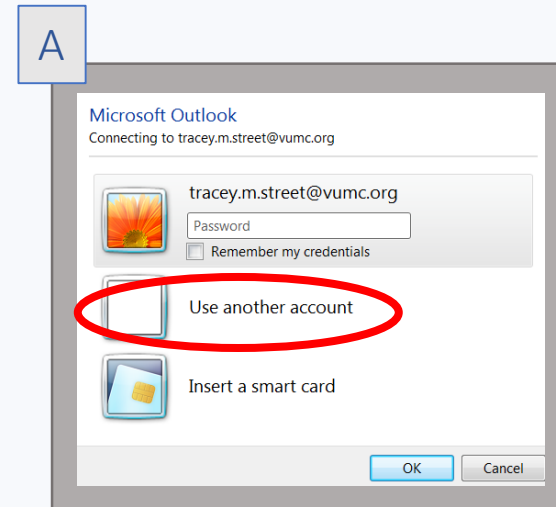 A
Microsoft Outlook
Connecting to tracey.m.street@vumc.org
tracey.m.street@vumc.org
Password
Remember my credentials
Use another account
Insert a smart card
OK
Cancel